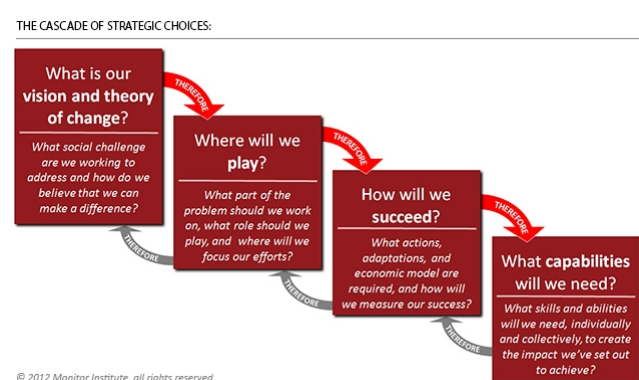 THE CASCADE OF STRATEGIC CHOICES:
What is our
vision and theory
of change?
What social challenge
are we working to
address and how do we
believe that we can
make a difference?
THEREFORE
Where will we
play?
What part of the
problem should we work
on, what role should we
play, and where will we
focus our efforts?
THEREFORE
How will we
succeed?
What actions,
adaptations, and
economic model are
required, and how will
we measure our success?
THEREFORE
What capabilities
will we need?
What skills and abilities
will we need, individually
and collectively, to create
the impact we've set out
to achieve?
THEREFORE
THEREFORE
THEREFORE
© 2012 Monitor Institute, all rights reserved